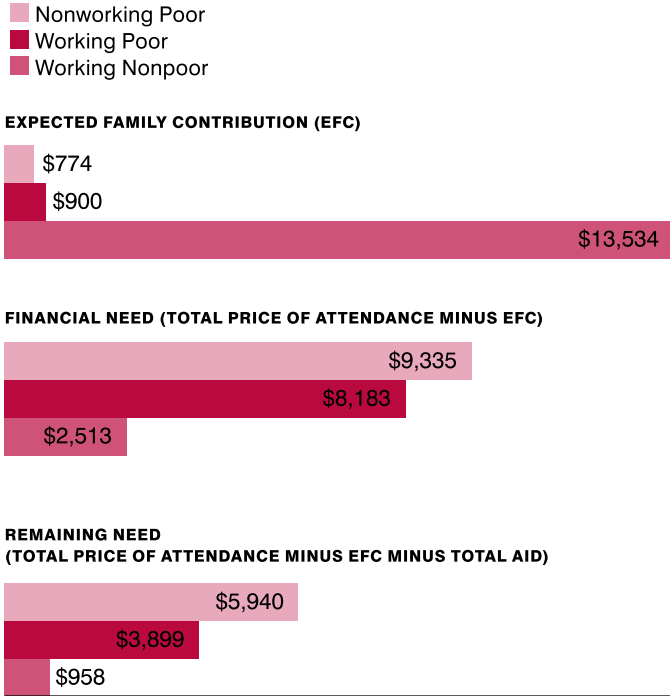 Nonworking Poor
Working Poor
Working Nonpoor
EXPECTED FAMILY CONTRIBUTION (EFC)
$774
$900
$13,534
FINANCIAL NEED (TOTAL PRICE OF ATTENDANCE MINUS EFC)
$9,335
$8,183
$2,513
REMAINING NEED
(TOTAL PRICE OF ATTENDANCE MINUS EFC MINUS TOTAL AID)
$5,940
$3,899
$958